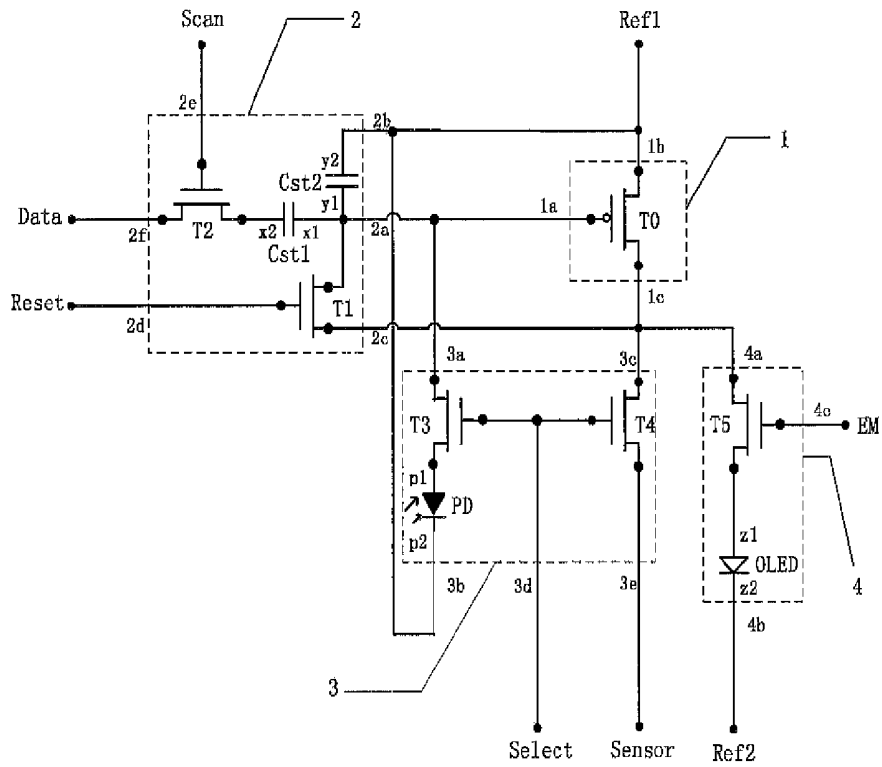 Scan
2
Ref1
2e
2b
1b
1
y2
Cst2
y1
Data
2f
T2
x2
x1
Cst1
2a
1a
T0
Reset
2d
T1
2c
1c
3a
3c
4a
T3
T4
T5
4c
EM
p1
PD
p2
z1
OLED
z2
3b
3d
3e
4b
4
3
Select
Sensor
Ref2